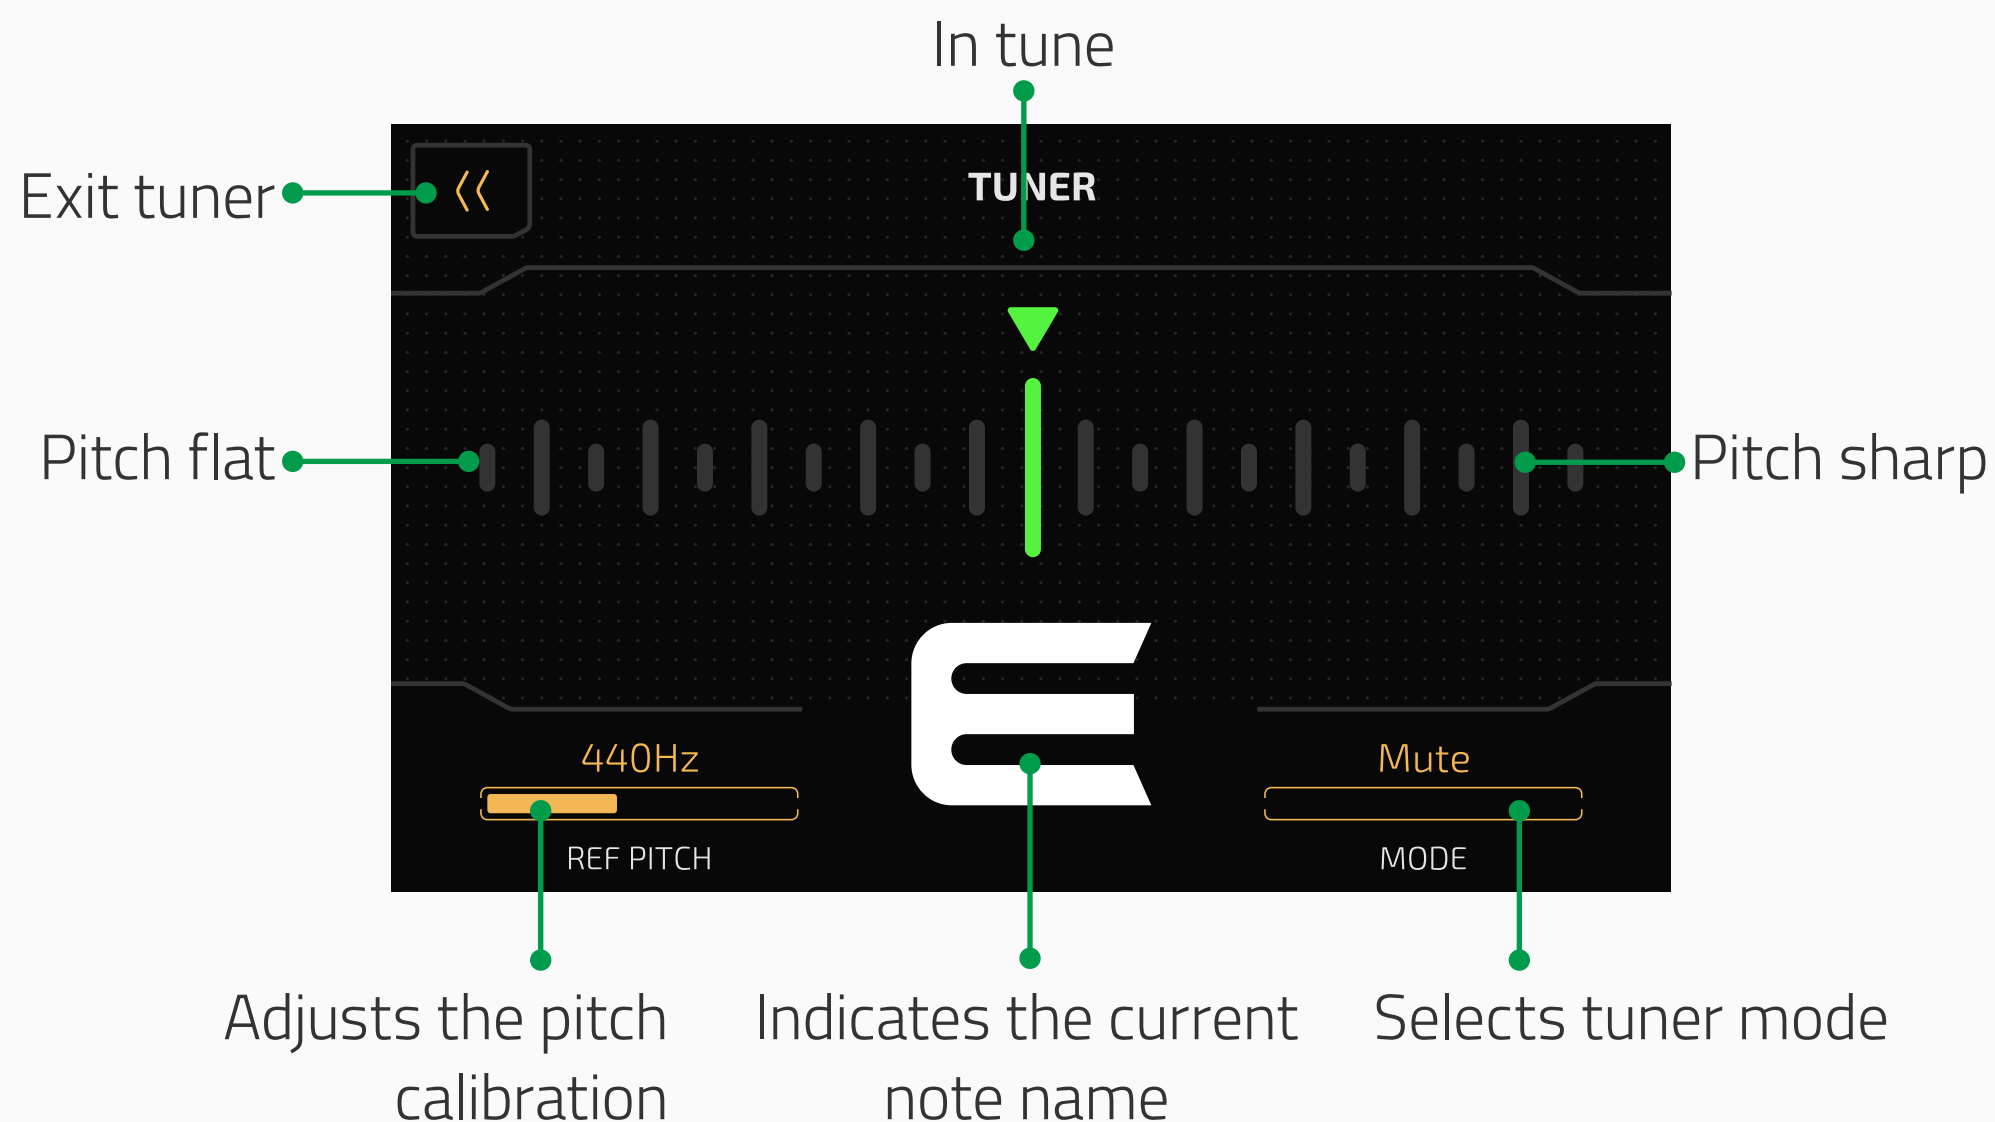 In tune
Exit tuner
TUNER
Pitch flat
Pitch sharp
E
440Hz
Mute
REF PITCH
MODE
Adjusts the pitch
calibration
Indicates the current
note name
Selects tuner mode